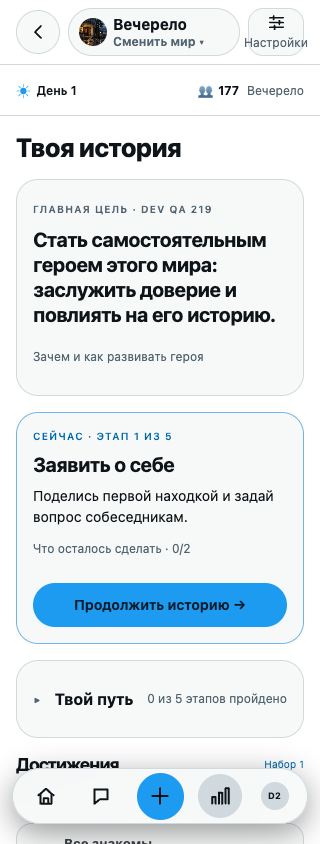 Вечерело
Сменить мир ▾
Настройки
День 1
177 Вечерело
Твоя история
ГЛАВНАЯ ЦЕЛЬ · DEV QA 219
Стать самостоятельным
героем этого мира:
заслужить доверие и
повлиять на его историю.
Зачем и как развивать героя
СЕЙЧАС · ЭТАП 1 ИЗ 5
Заявить о себе
Поделись первой находкой и задай
вопрос собеседникам.
Что осталось сделать · 0/2
Продолжить историю →
▸ Твой путь 0 из 5 этапов пройдено
Достижения Набор 1
D2
Все знакомы